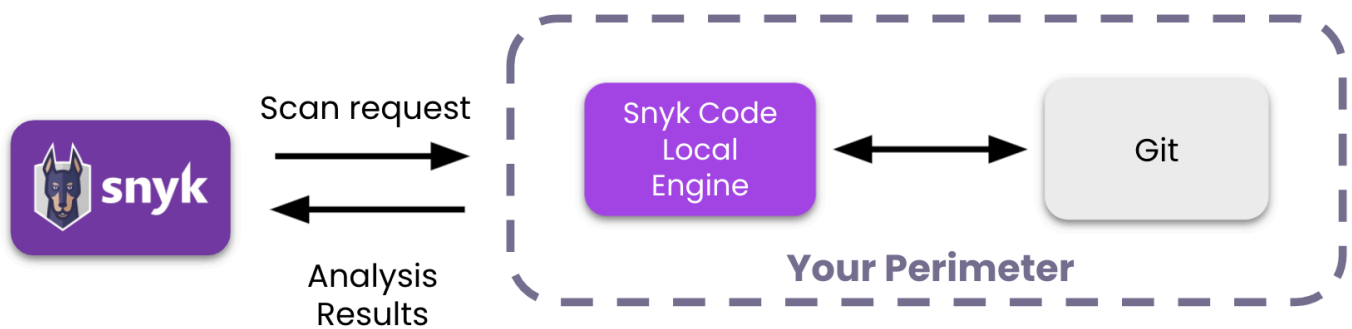 snyk
Scan request
Analysis
Results
Snyk Code
Local
Engine
Git
Your Perimeter